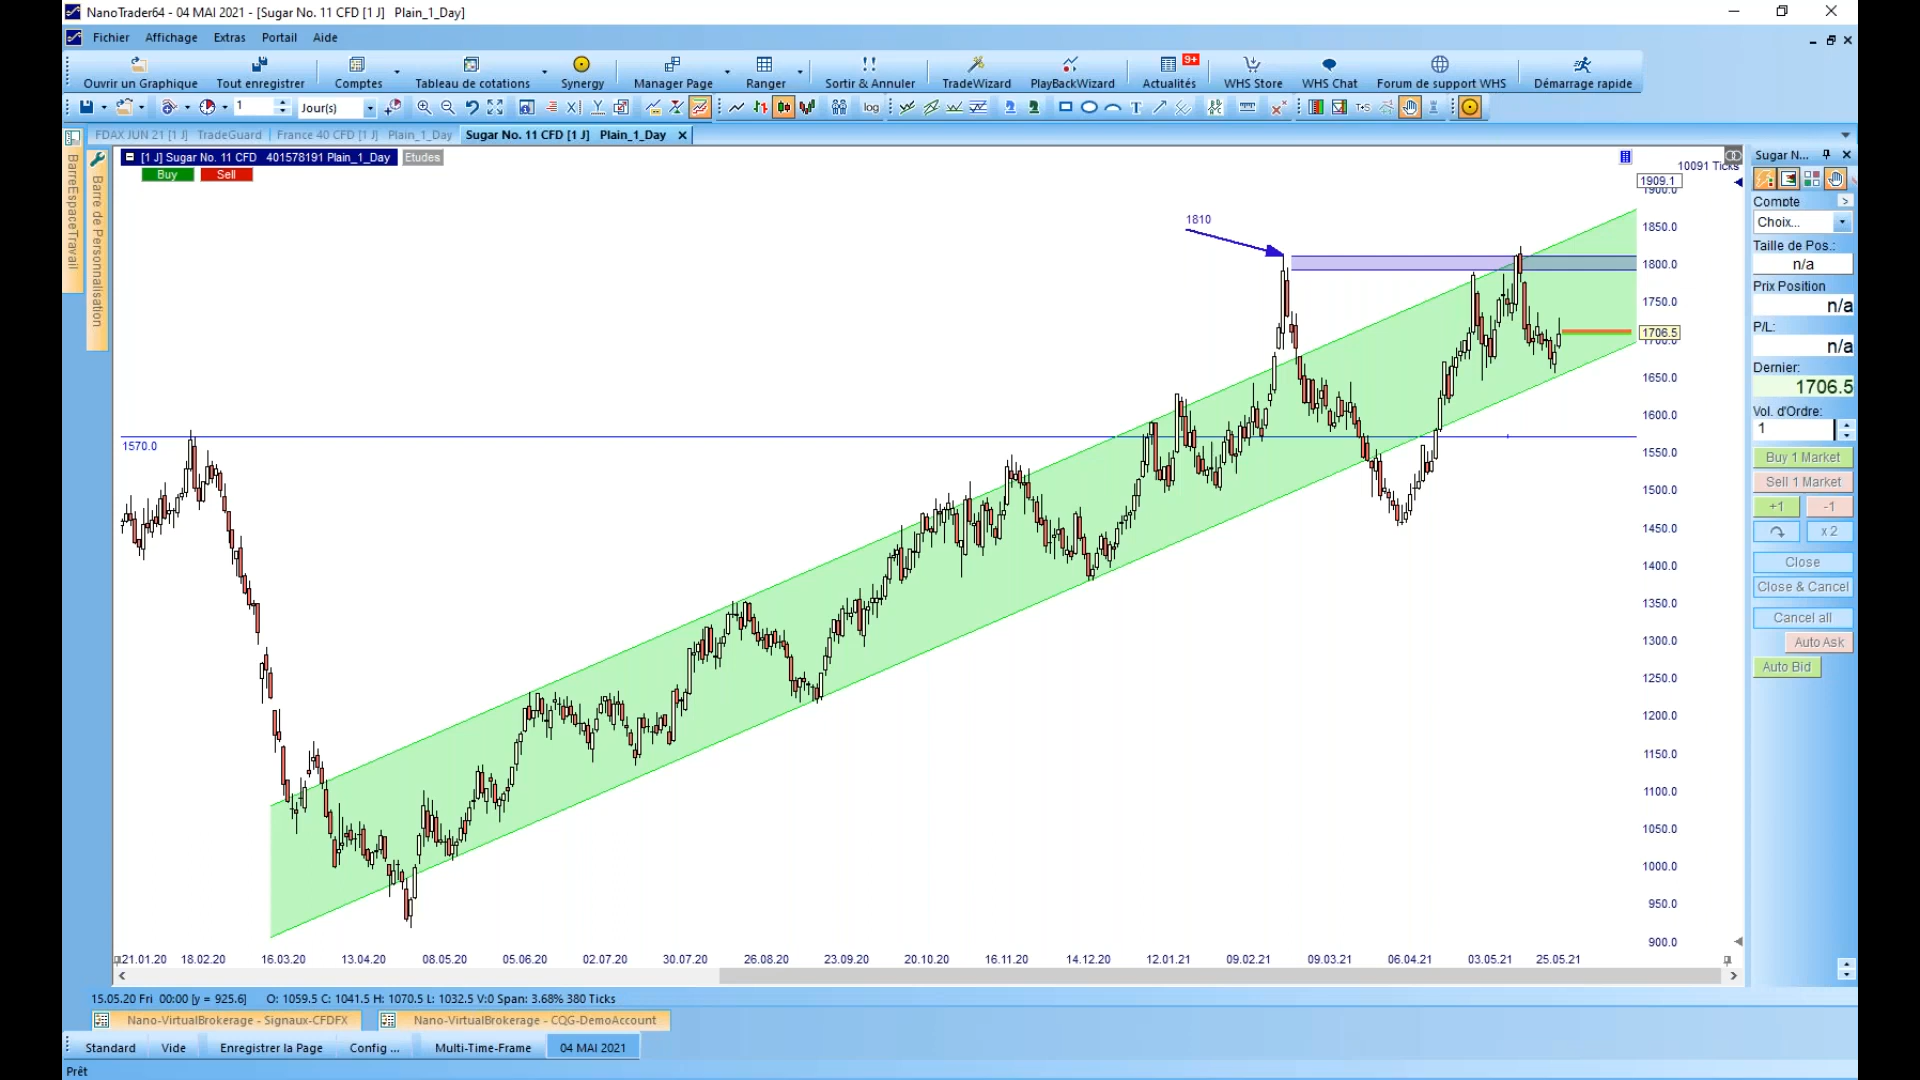 NanoTrader64 - 04 MAI 2021 - [Sugar No. 11 CFD [1 J]   Plain_1_Day]
Fichier Affichage Extras Portail Aide
Ouvrir un Graphique Tout enregistrer Comptes Tableau de cotations Synergy Manager Page Ranger Sortir & Annuler TradeWizard PlayBackWizard Actualités 9+ WHS Store WHS Chat Forum de support WHS Démarrage rapide
1 Jour(s) log T T+S
FDAX JUN 21 [1 J] TradeGuard France 40 CFD [1 J] Plain_1_Day Sugar No. 11 CFD [1 J] Plain_1_Day
BarreEspaceTravail
Barre de Personnalisation
[1 J] Sugar No. 11 CFD 401578191 Plain_1_Day Etudes
Buy Sell
10091 Ticks
1909.1
1900.0
1850.0
1800.0
1750.0
1706.5
1700.0
1650.0
1600.0
1550.0
1500.0
1450.0
1400.0
1350.0
1300.0
1250.0
1200.0
1150.0
1100.0
1050.0
1000.0
950.0
900.0
1810
1570.0
21.01.20 18.02.20 16.03.20 13.04.20 08.05.20 05.06.20 02.07.20 30.07.20 26.08.20 23.09.20 20.10.20 16.11.20 14.12.20 12.01.21 09.02.21 09.03.21 06.04.21 03.05.21 25.05.21
Sugar N...
Compte
Choix...
Taille de Pos.:
n/a
Prix Position
n/a
P/L:
n/a
Dernier:
1706.5
Vol. d'Ordre:
1
Buy 1 Market
Sell 1 Market
+1 -1
x 2
Close
Close & Cancel
Cancel all
Auto Ask
Auto Bid
15.05.20 Fri 00:00 [y = 925.6] O: 1059.5 C: 1041.5 H: 1070.5 L: 1032.5 V:0 Span: 3.68% 380 Ticks
Nano-VirtualBrokerage - Signaux-CFDFX Nano-VirtualBrokerage - CQG-DemoAccount
Standard Vide Enregistrer la Page Config ... Multi-Time-Frame 04 MAI 2021
Prêt